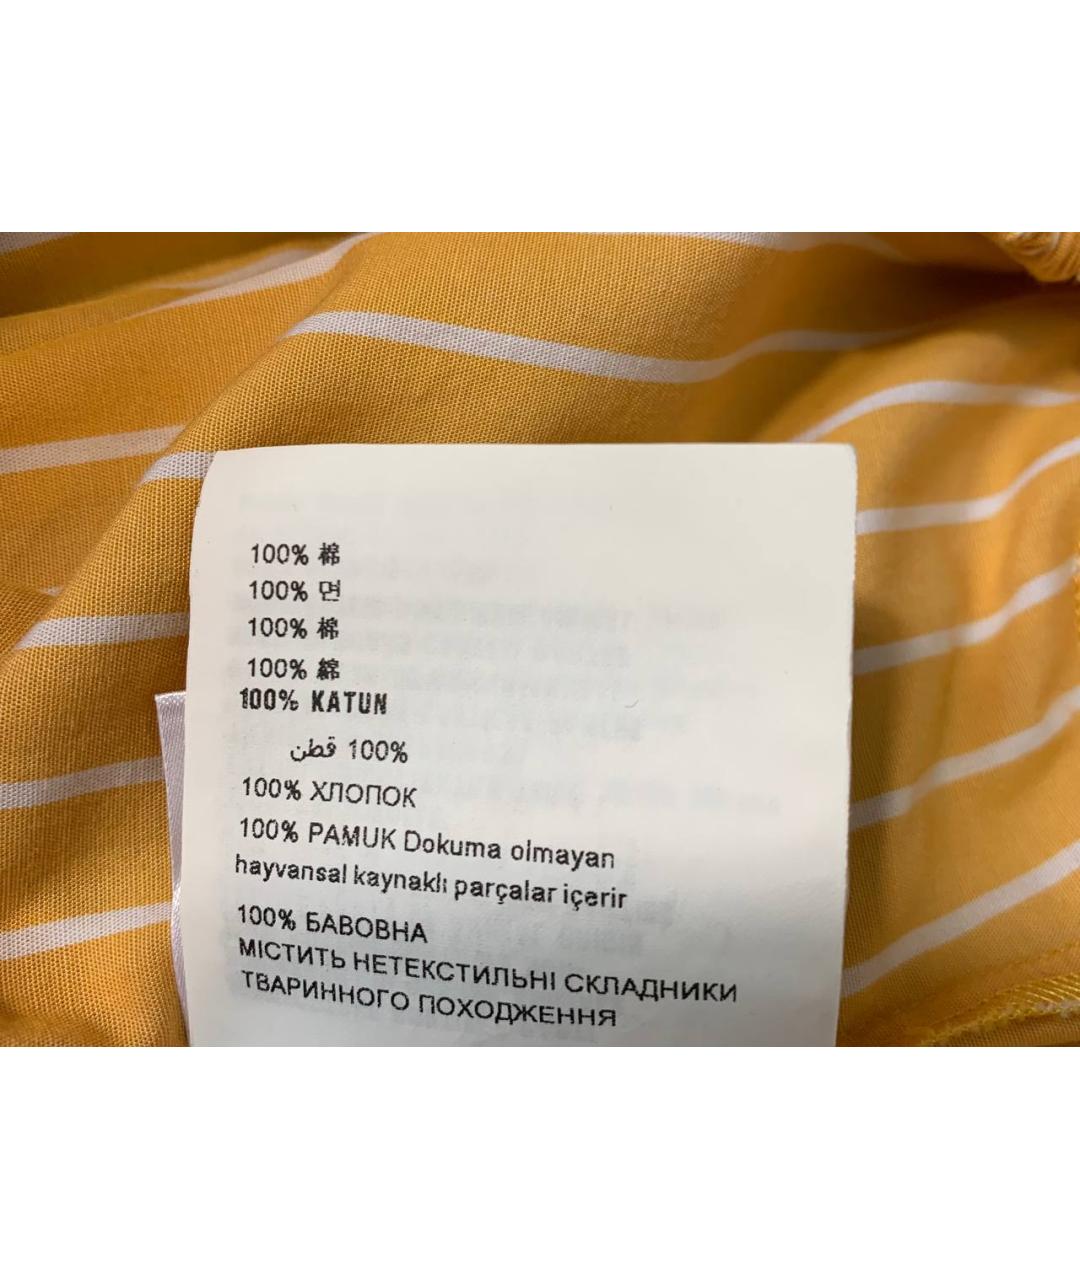 100% 棉
100% 면
100% 棉
100% 綿
100% KATUN
100% قطن
100% ХЛОПОК
100% PAMUK Dokuma olmayan
hayvansal kaynaklı parçalar içerir
100% БАВОВНА
МІСТИТЬ НЕТЕКСТИЛЬНІ СКЛАДНИКИ
ТВАРИННОГО ПОХОДЖЕННЯ